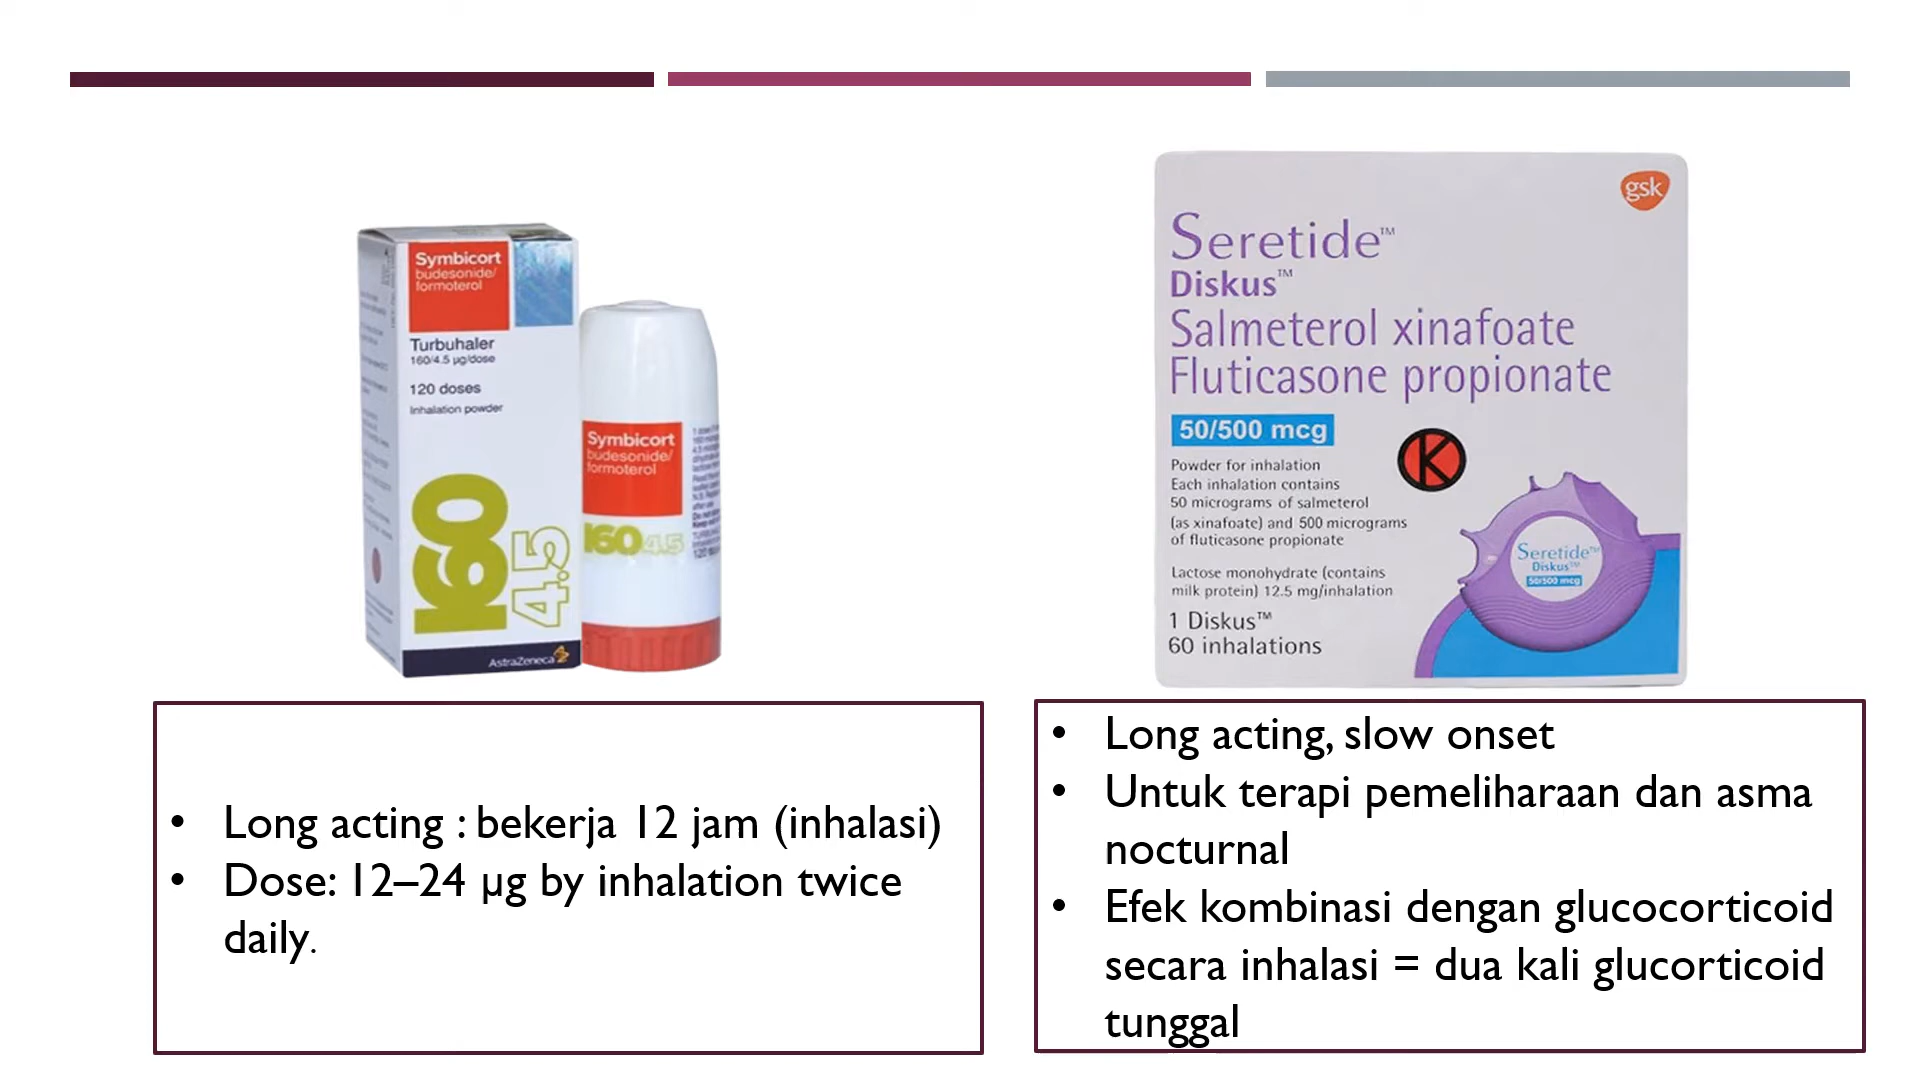 Symbicort
budesonide/
formoterol
Turbuhaler
160/4.5 µg/dose
120 doses
Inhalation powder
160
4.5
AstraZeneca
Symbicort
budesonide/
formoterol
160 4.5
gsk
Seretide™
Diskus™
Salmeterol xinafoate
Fluticasone propionate
50/500 mcg
K
Powder for inhalation
Each inhalation contains
50 micrograms of salmeterol
(as xinafoate) and 500 micrograms
of fluticasone propionate
Lactose monohydrate (contains
milk protein) 12.5 mg/inhalation
1 Diskus™
60 inhalations
Seretide™
Diskus™
50/500 mcg
• Long acting : bekerja 12 jam (inhalasi)
• Dose: 12–24 µg by inhalation twice
daily.
• Long acting, slow onset
• Untuk terapi pemeliharaan dan asma
nocturnal
• Efek kombinasi dengan glucocorticoid
secara inhalasi = dua kali glucorticoid
tunggal